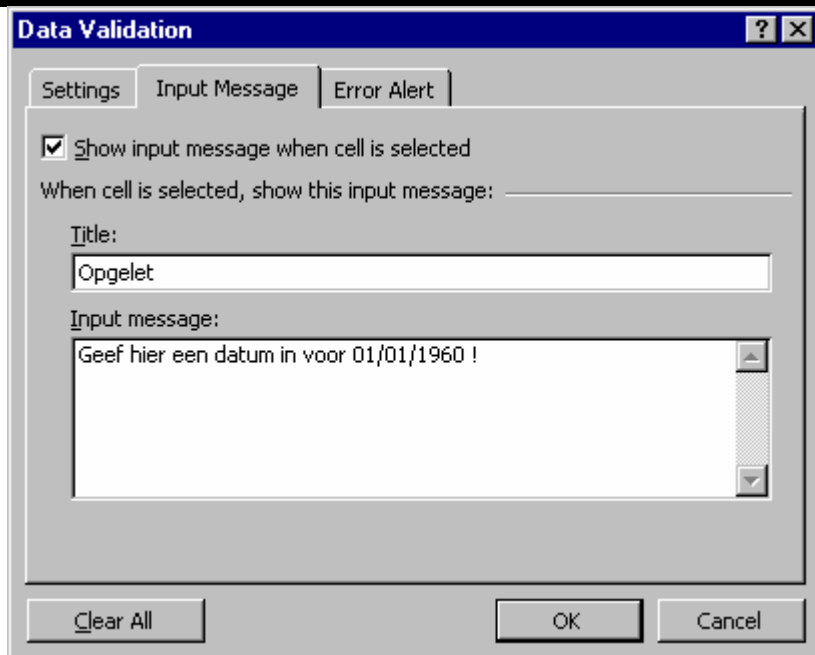 Data Validation
Settings Input Message Error Alert
Show input message when cell is selected
When cell is selected, show this input message:
Title:
Opgelet
Input message:
Geef hier een datum in voor 01/01/1960 !
Clear All OK Cancel